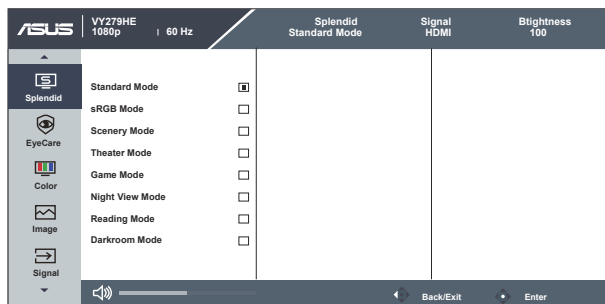 ASUS
VY279HE
1080p | 60 Hz
Splendid
Standard Mode
Signal
HDMI
Btightness
100
Splendid
EyeCare
Color
Image
Signal
Standard Mode
sRGB Mode
Scenery Mode
Theater Mode
Game Mode
Night View Mode
Reading Mode
Darkroom Mode
Back/Exit
Enter